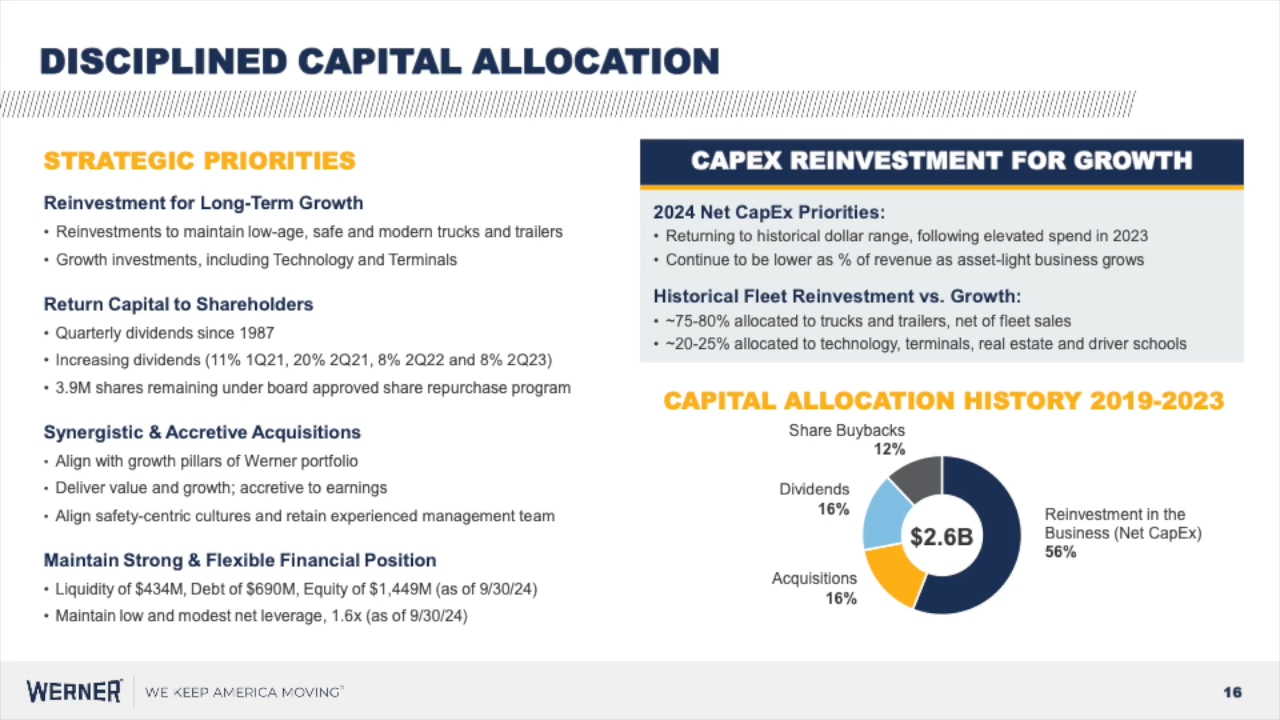 DISCIPLINED CAPITAL ALLOCATION
STRATEGIC PRIORITIES
Reinvestment for Long-Term Growth
• Reinvestments to maintain low-age, safe and modern trucks and trailers
• Growth investments, including Technology and Terminals
Return Capital to Shareholders
• Quarterly dividends since 1987
• Increasing dividends (11% 1Q21, 20% 2Q21, 8% 2Q22 and 8% 2Q23)
• 3.9M shares remaining under board approved share repurchase program
Synergistic & Accretive Acquisitions
• Align with growth pillars of Werner portfolio
• Deliver value and growth; accretive to earnings
• Align safety-centric cultures and retain experienced management team
Maintain Strong & Flexible Financial Position
• Liquidity of $434M, Debt of $690M, Equity of $1,449M (as of 9/30/24)
• Maintain low and modest net leverage, 1.6x (as of 9/30/24)
CAPEX REINVESTMENT FOR GROWTH
2024 Net CapEx Priorities:
• Returning to historical dollar range, following elevated spend in 2023
• Continue to be lower as % of revenue as asset-light business grows
Historical Fleet Reinvestment vs. Growth:
• ~75-80% allocated to trucks and trailers, net of fleet sales
• ~20-25% allocated to technology, terminals, real estate and driver schools
CAPITAL ALLOCATION HISTORY 2019-2023
Share Buybacks
12%
Dividends
16%
Acquisitions
16%
$2.6B
Reinvestment in the
Business (Net CapEx)
56%
WERNER
WE KEEP AMERICA MOVING
16